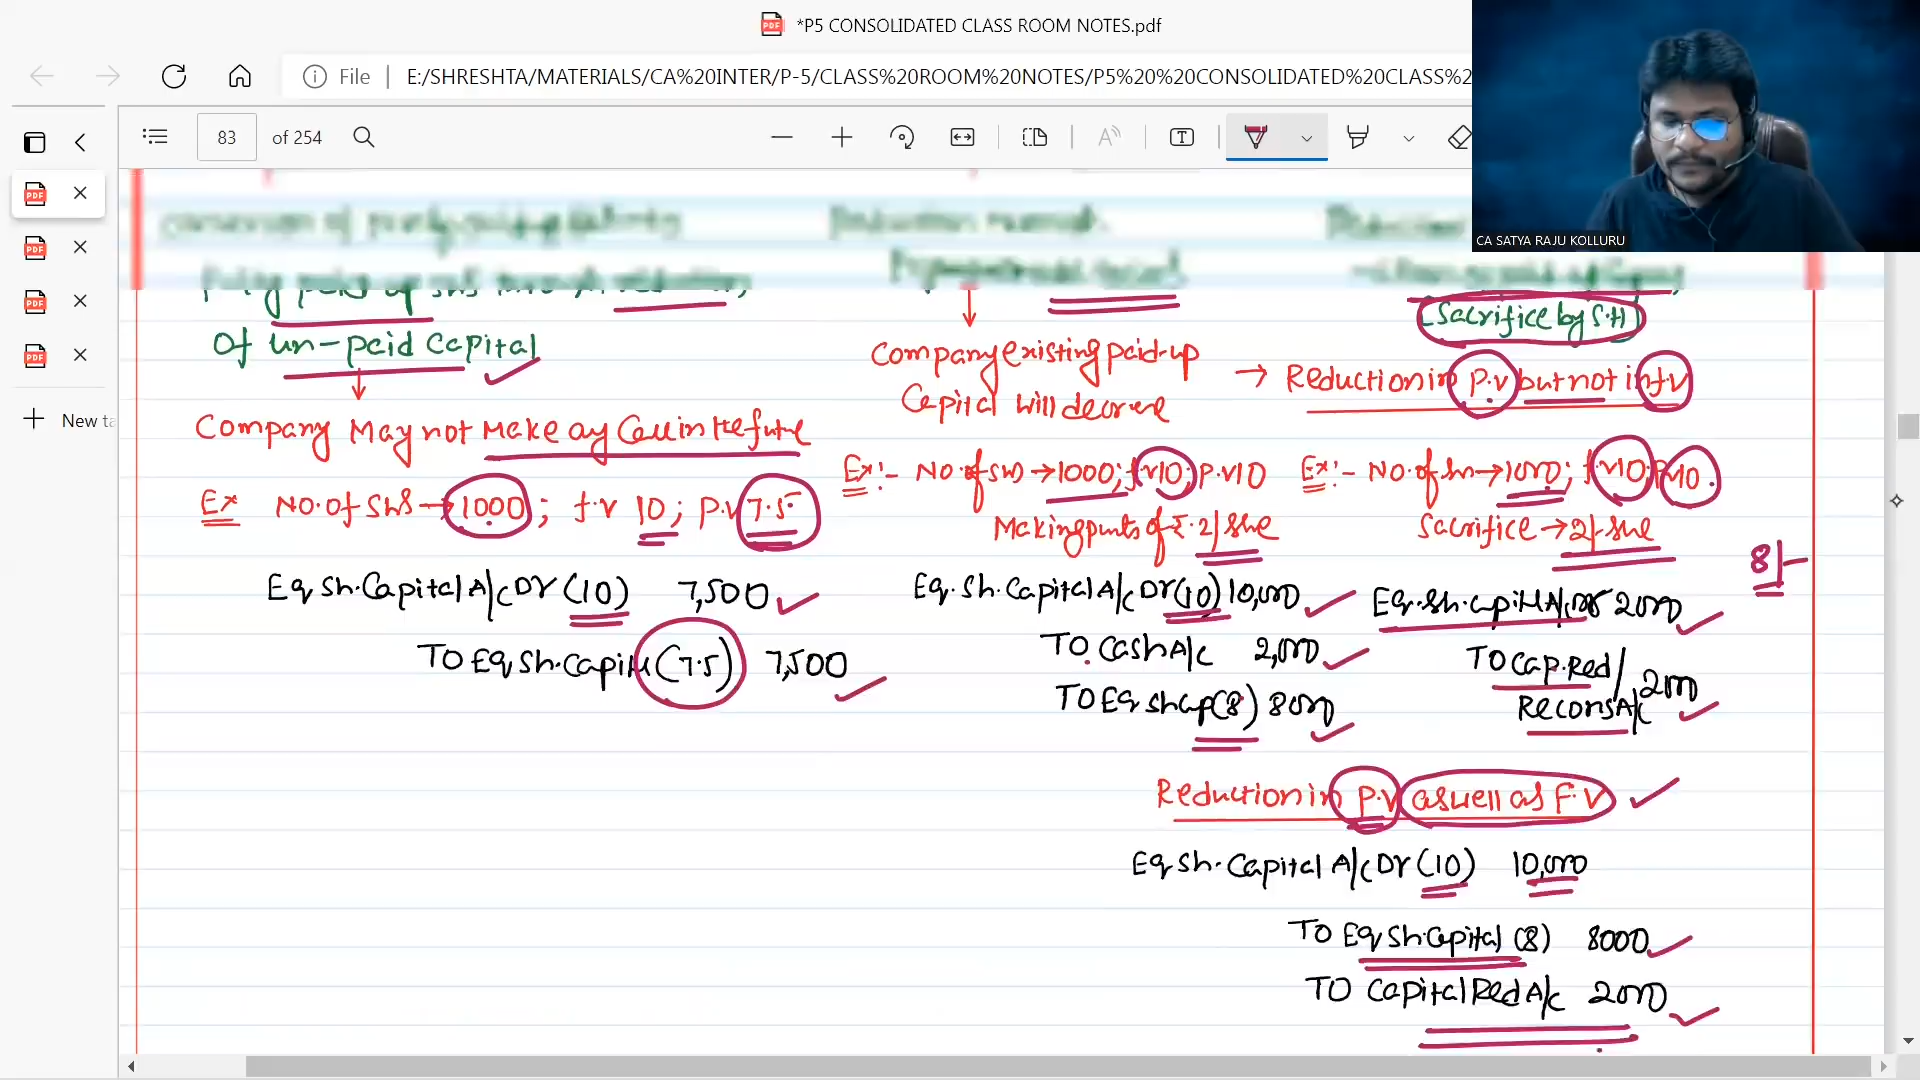 *P5 CONSOLIDATED CLASS ROOM NOTES.pdf
File
E:/SHRESHTA/MATERIALS/CA%20INTER/P-5/CLASS%20ROOM%20NOTES/P5%20%20CONSOLIDATED%20CLASS%2
83 of 254
New ta
CA SATYA RAJU KOLLURU
of un-paid capital
Company May not Make any Call in the future
Ex No. of Shs → 1000 ; f.v 10 ; p.v 7.5
Eq Sh. Capital A/c Dr (10) 7,500
TO Eq Sh. Capital (7.5) 7,500
Company existing paid-up
Capital will decrease
Ex:- No. of Shs → 1000; f.v 10; p.v 10
Making pmts of ₹. 2/ She
Eq. Sh. Capital A/c Dr (10) 10,000
TO Cash A/c 2,000
TO Eq Sh cap (8) 8000
(Sacrifice by S.H)
→ Reduction in p.v but not in f.v
Ex:- No. of Shs → 1000; f.v 10; p.v 10.
Sacrifice → 2/- She
8/-
Eq. Sh. capital A/c Dr 2000
TO Cap. Red/
Recons A/c 2000
Reduction in p.v as well as F.V
Eq Sh. Capital A/c Dr (10) 10,000
TO Eq Sh. Capital (8) 8000
TO Capital Red A/c 2000